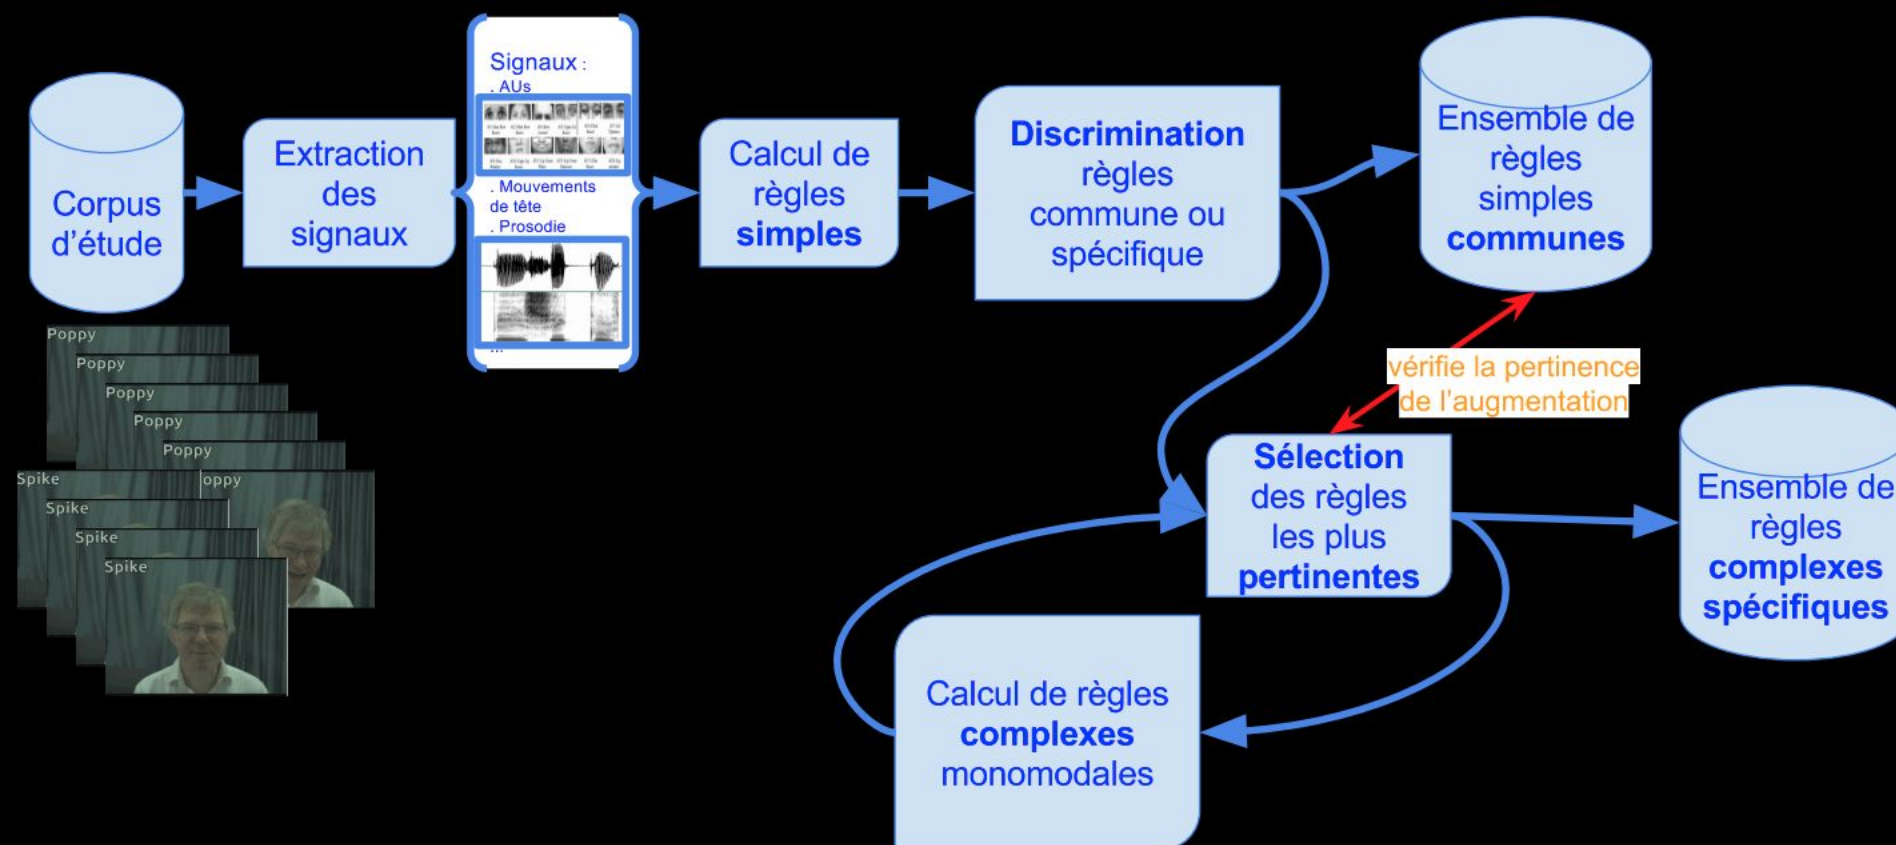 Corpus
d'étude
Extraction
des
signaux
Signaux :
. AUs
. Mouvements
de tête
. Prosodie
...
Calcul de
règles
simples
Discrimination
règles
commune ou
spécifique
Ensemble de
règles
simples
communes
vérifie la pertinence
de l'augmentation
Sélection
des règles
les plus
pertinentes
Ensemble de
règles
complexes
spécifiques
Calcul de règles
complexes
monomodales
Poppy
Poppy
Poppy
Poppy
Poppy
Spike
oppy
Spike
Spike
Spike